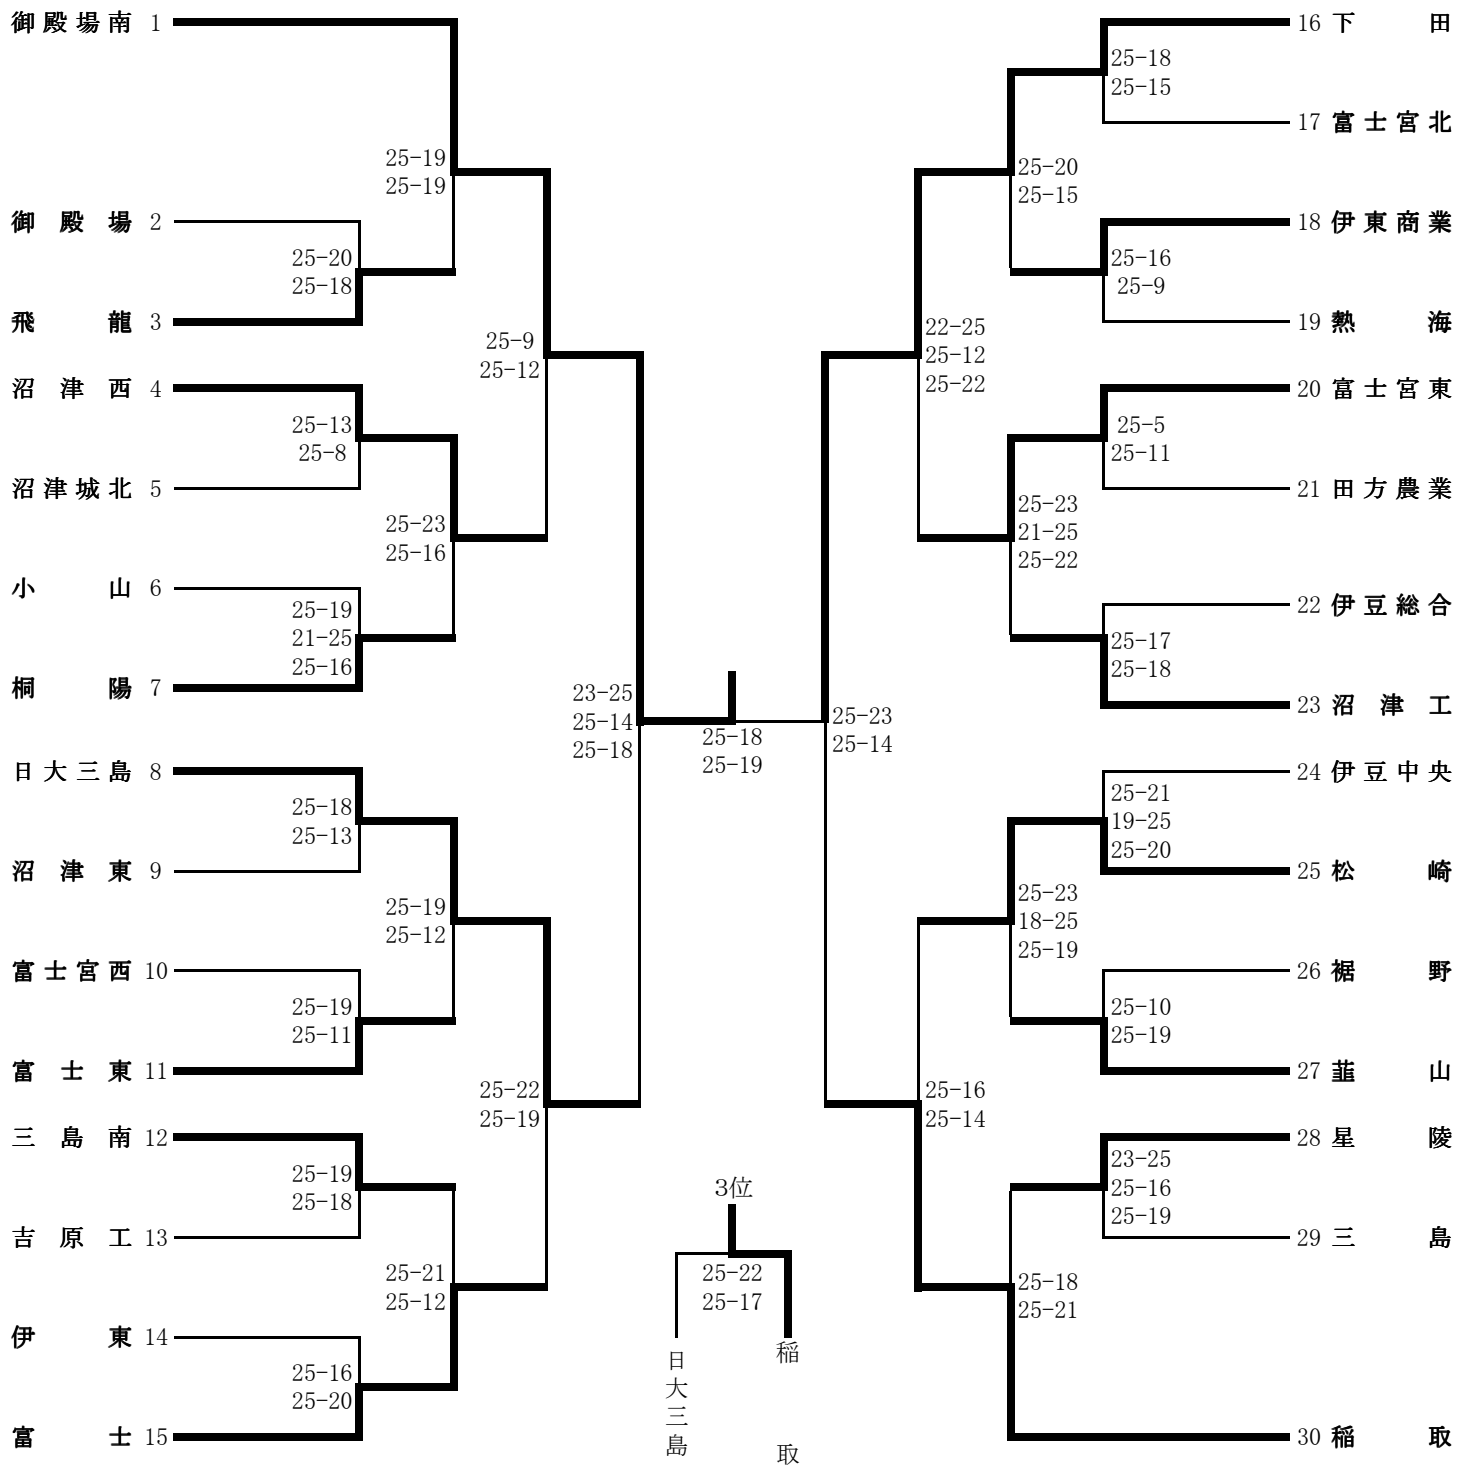 御殿場南 1
御殿場 2
飛龍 3
沼津西 4
沼津城北 5
小山 6
桐陽 7
日大三島 8
沼津東 9
富士宮西 10
富士東 11
三島南 12
吉原工 13
伊東 14
富士 15
25-20
25-18
25-13
25-8
25-19
21-25
25-16
25-18
25-13
25-19
25-11
25-19
25-18
25-16
25-20
25-19
25-19
25-23
25-16
25-19
25-12
25-21
25-12
25-9
25-12
25-22
25-19
23-25
25-14
25-18
25-18
25-19
3位
25-22
25-17
日大三島
稲取
25-23
25-14
22-25
25-12
25-22
25-16
25-14
25-20
25-15
25-23
21-25
25-22
25-23
18-25
25-19
25-18
25-21
25-18
25-15
25-16
25-9
25-5
25-11
25-17
25-18
25-21
19-25
25-20
25-10
25-19
23-25
25-16
25-19
16 下田
17 富士宮北
18 伊東商業
19 熱海
20 富士宮東
21 田方農業
22 伊豆総合
23 沼津工
24 伊豆中央
25 松崎
26 裾野
27 韮山
28 星陵
29 三島
30 稲取